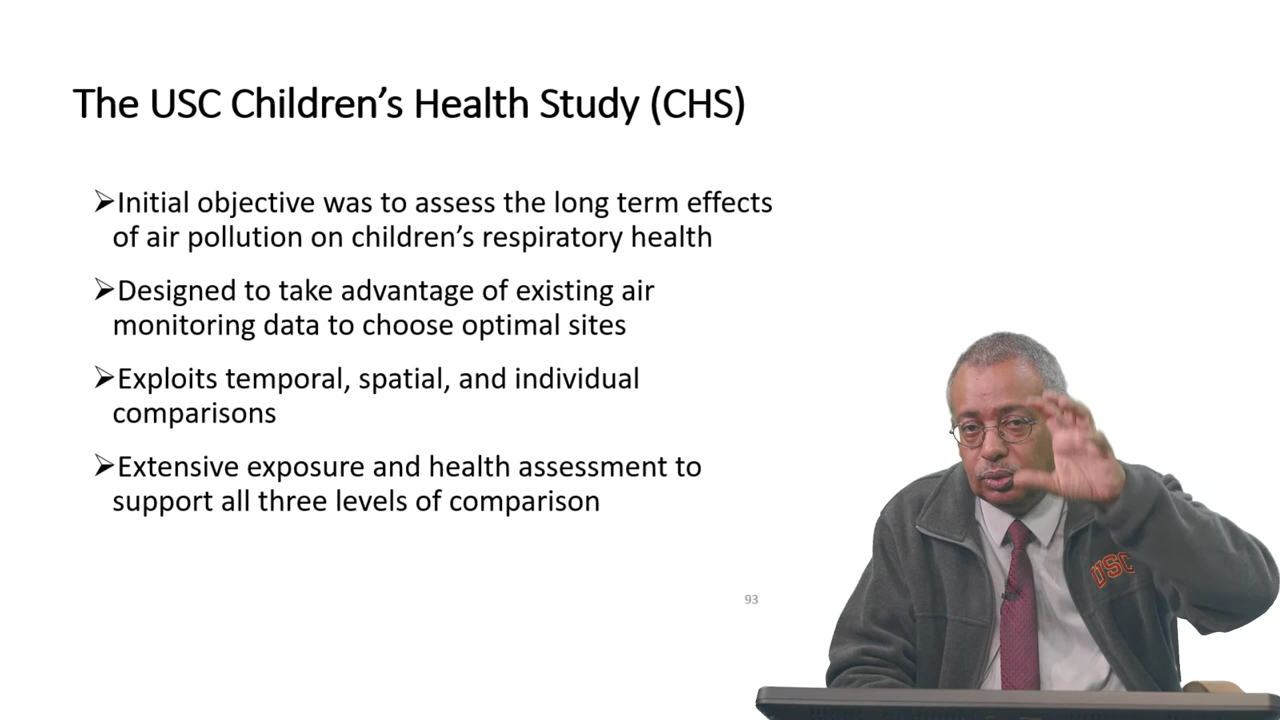 The USC Children's Health Study (CHS)
➢Initial objective was to assess the long term effects
of air pollution on children's respiratory health
➢Designed to take advantage of existing air
monitoring data to choose optimal sites
➢Exploits temporal, spatial, and individual
comparisons
➢Extensive exposure and health assessment to
support all three levels of comparison
USC
93